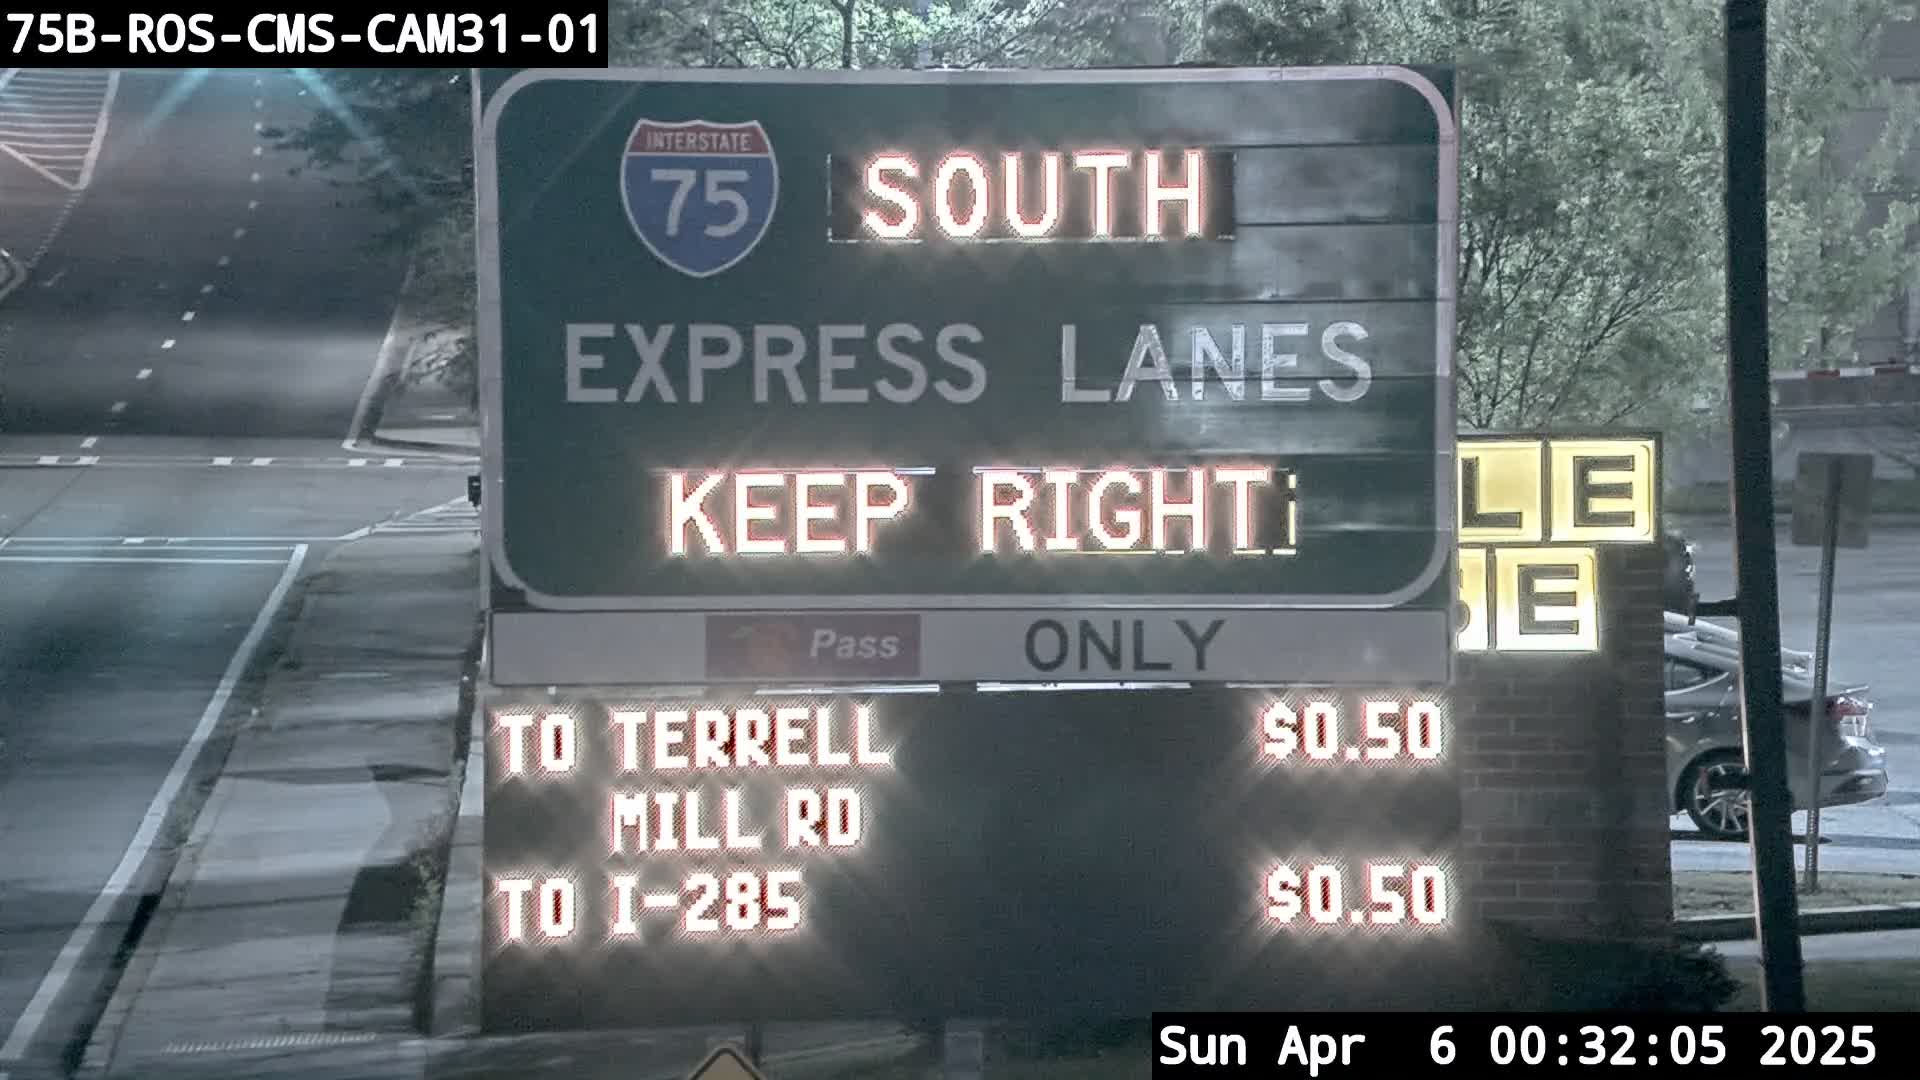 75B-ROS-CMS-CAM31-01
INTERSTATE
75
SOUTH
EXPRESS LANES
KEEP RIGHT
Pass ONLY
TO TERRELL $0.50
MILL RD
TO I-285 $0.50
LE
E
Sun Apr 6 00:32:05 2025